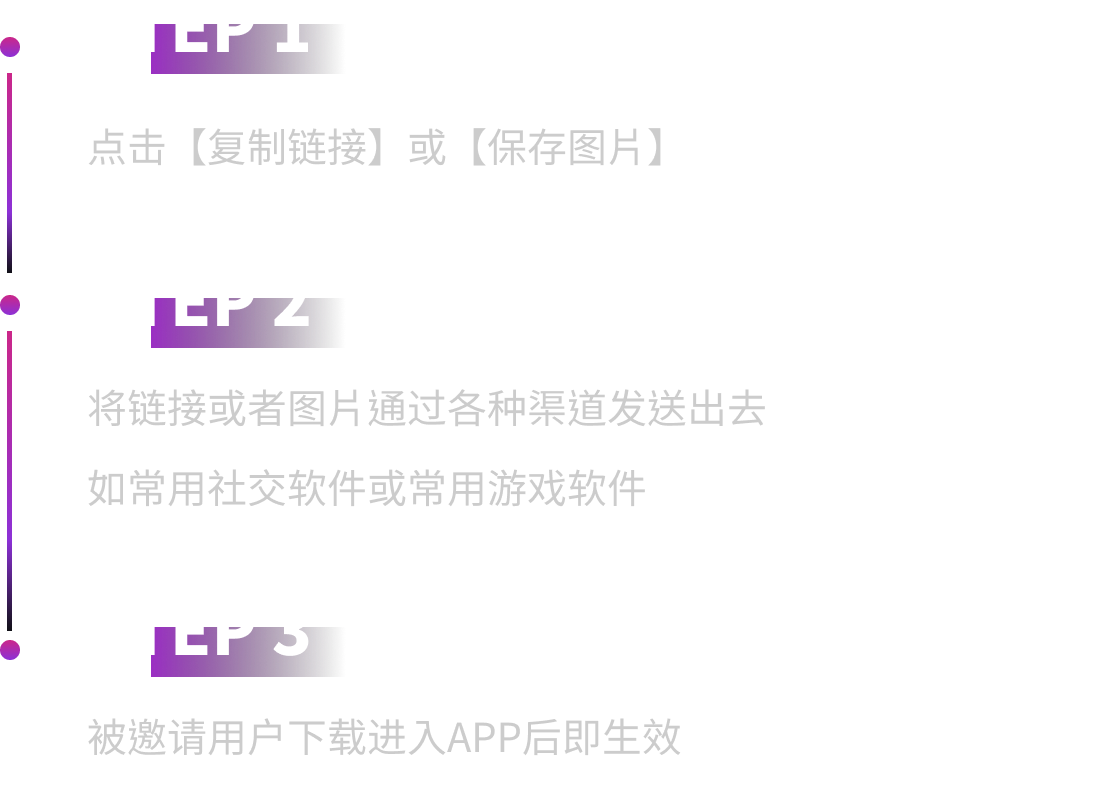 EP 1
点击【复制链接】或【保存图片】
EP 2
将链接或者图片通过各种渠道发送出去
如常用社交软件或常用游戏软件
EP 3
被邀请用户下载进入APP后即生效